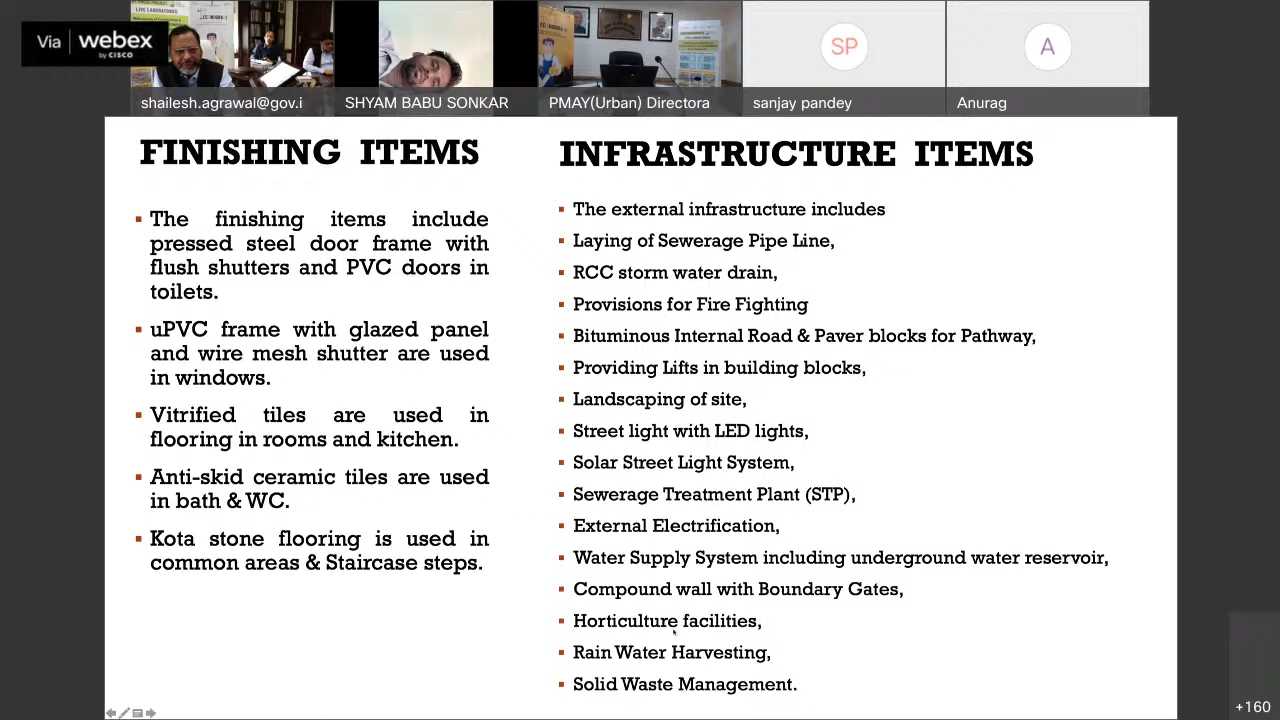 Via webex
by CISCO
shailesh.agrawal@gov.i
SHYAM BABU SONKAR
PMAY(Urban) Directora
SP
sanjay pandey
A
Anurag
FINISHING ITEMS
The finishing items include
pressed steel door frame with
flush shutters and PVC doors in
toilets.
uPVC frame with glazed panel
and wire mesh shutter are used
in windows.
Vitrified tiles are used in
flooring in rooms and kitchen.
Anti-skid ceramic tiles are used
in bath & WC.
Kota stone flooring is used in
common areas & Staircase steps.
INFRASTRUCTURE ITEMS
The external infrastructure includes
Laying of Sewerage Pipe Line,
RCC storm water drain,
Provisions for Fire Fighting
Bituminous Internal Road & Paver blocks for Pathway,
Providing Lifts in building blocks,
Landscaping of site,
Street light with LED lights,
Solar Street Light System,
Sewerage Treatment Plant (STP),
External Electrification,
Water Supply System including underground water reservoir,
Compound wall with Boundary Gates,
Horticulture facilities,
Rain Water Harvesting,
Solid Waste Management.
+160